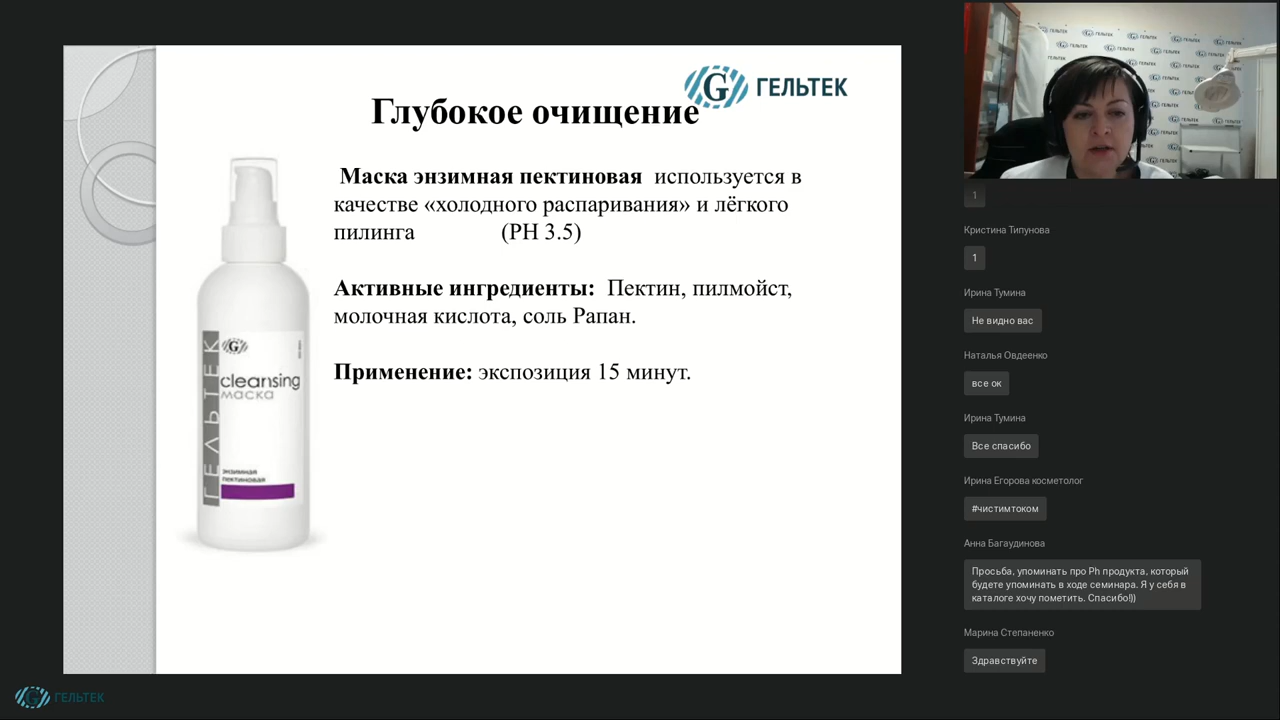 ГЕЛЬТЕК
Глубокое очищение
Маска энзимная пектиновая используется в
качестве «холодного распаривания» и лёгкого
пилинга (PH 3.5)
Активные ингредиенты: Пектин, пилмойст,
молочная кислота, соль Рапан.
Применение: экспозиция 15 минут.
ГЕЛЬТЕК
G
cleansing
маска
энзимная
пектиновая
ГЕЛЬТЕК
1
Кристина Типунова
1
Ирина Тумина
Не видно вас
Наталья Овдеенко
все ок
Ирина Тумина
Все спасибо
Ирина Егорова косметолог
#чистимтоком
Анна Багаудинова
Просьба, упоминать про Ph продукта, который
будете упоминать в ходе семинара. Я у себя в
каталоге хочу пометить. Спасибо!))
Марина Степаненко
Здравствуйте
ГЕЛЬТЕК